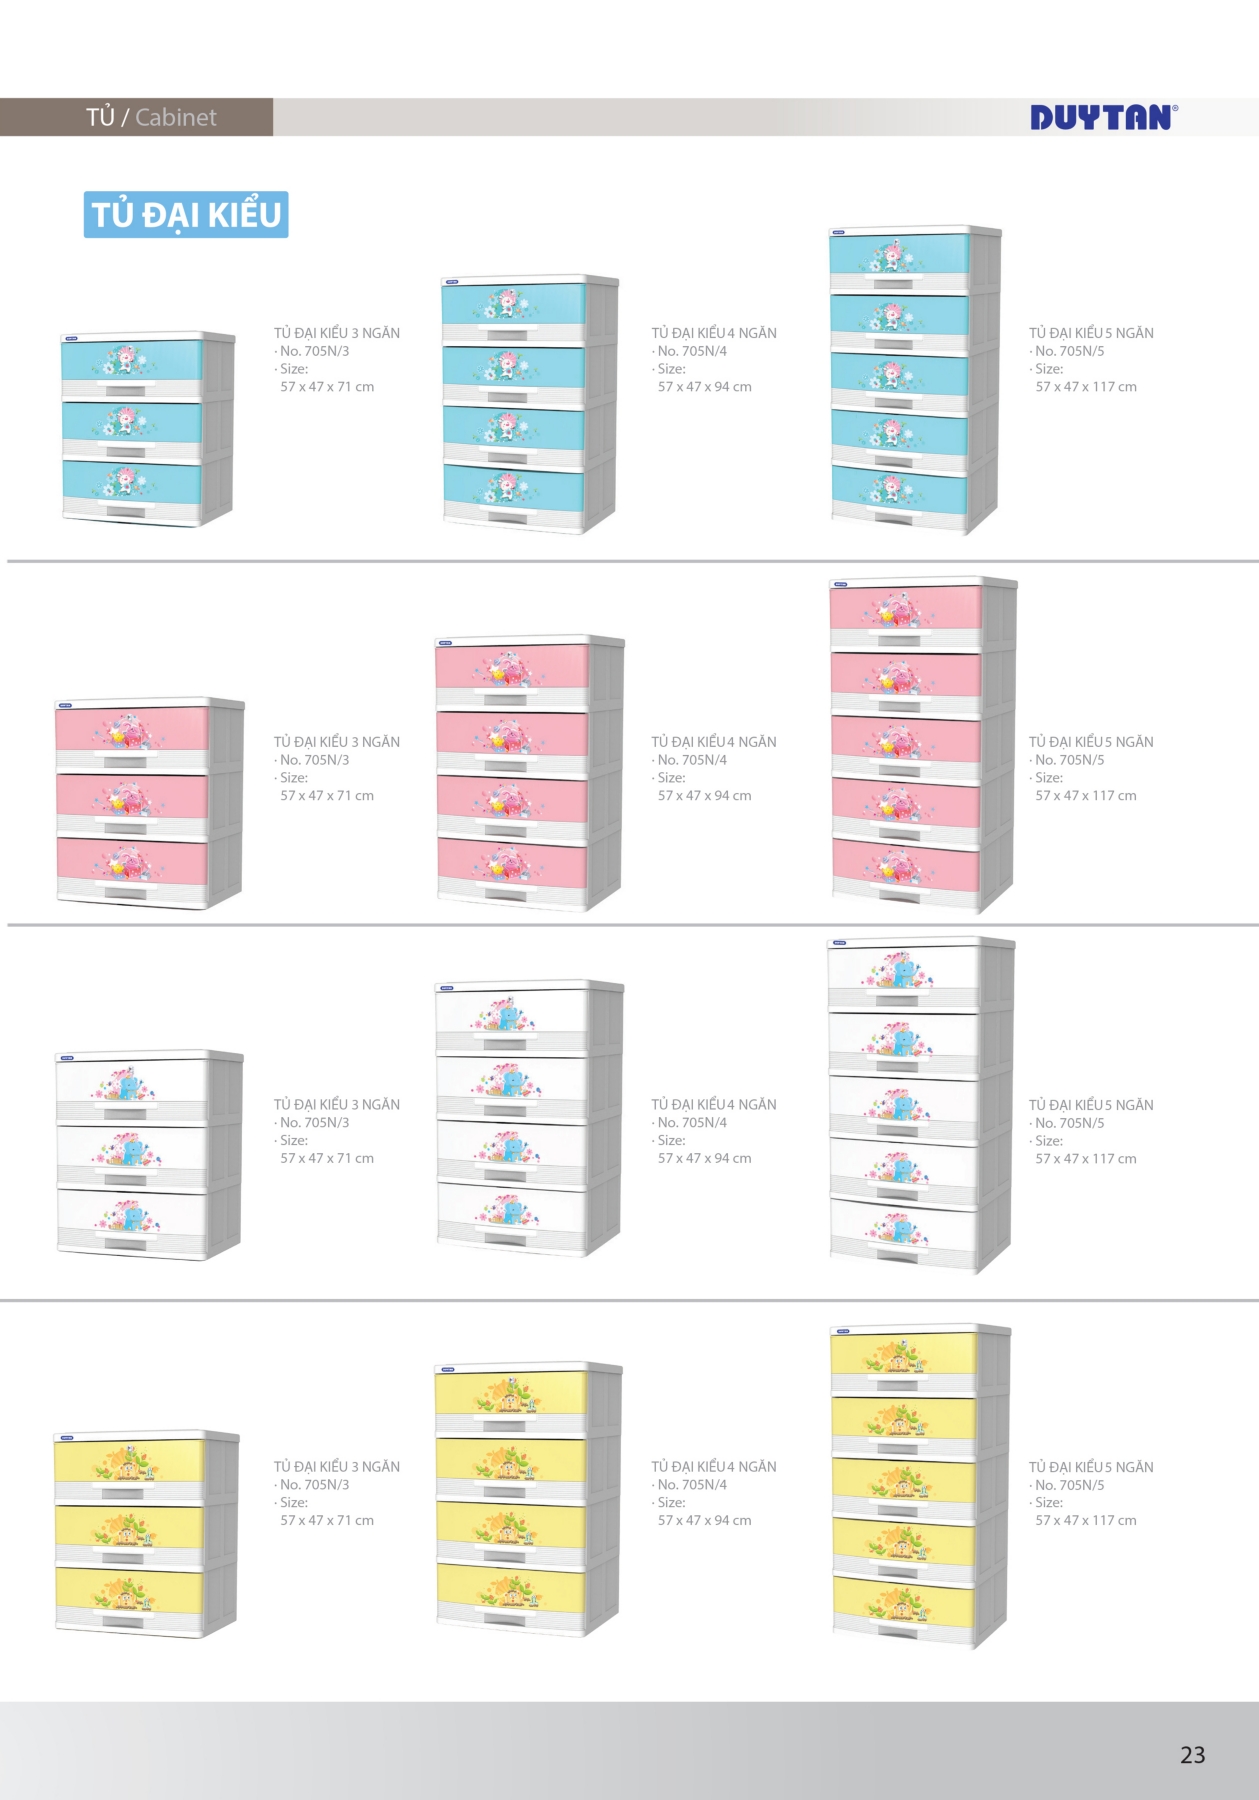 TỦ / Cabinet
DUYTAN®
TỦ ĐẠI KIỂU
TỦ ĐẠI KIỂU 3 NGĂN
· No. 705N/3
· Size:
57 x 47 x 71 cm
TỦ ĐẠI KIỂU 4 NGĂN
· No. 705N/4
· Size:
57 x 47 x 94 cm
TỦ ĐẠI KIỂU 5 NGĂN
· No. 705N/5
· Size:
57 x 47 x 117 cm
TỦ ĐẠI KIỂU 3 NGĂN
· No. 705N/3
· Size:
57 x 47 x 71 cm
TỦ ĐẠI KIỂU 4 NGĂN
· No. 705N/4
· Size:
57 x 47 x 94 cm
TỦ ĐẠI KIỂU 5 NGĂN
· No. 705N/5
· Size:
57 x 47 x 117 cm
TỦ ĐẠI KIỂU 3 NGĂN
· No. 705N/3
· Size:
57 x 47 x 71 cm
TỦ ĐẠI KIỂU 4 NGĂN
· No. 705N/4
· Size:
57 x 47 x 94 cm
TỦ ĐẠI KIỂU 5 NGĂN
· No. 705N/5
· Size:
57 x 47 x 117 cm
TỦ ĐẠI KIỂU 3 NGĂN
· No. 705N/3
· Size:
57 x 47 x 71 cm
TỦ ĐẠI KIỂU 4 NGĂN
· No. 705N/4
· Size:
57 x 47 x 94 cm
TỦ ĐẠI KIỂU 5 NGĂN
· No. 705N/5
· Size:
57 x 47 x 117 cm
23